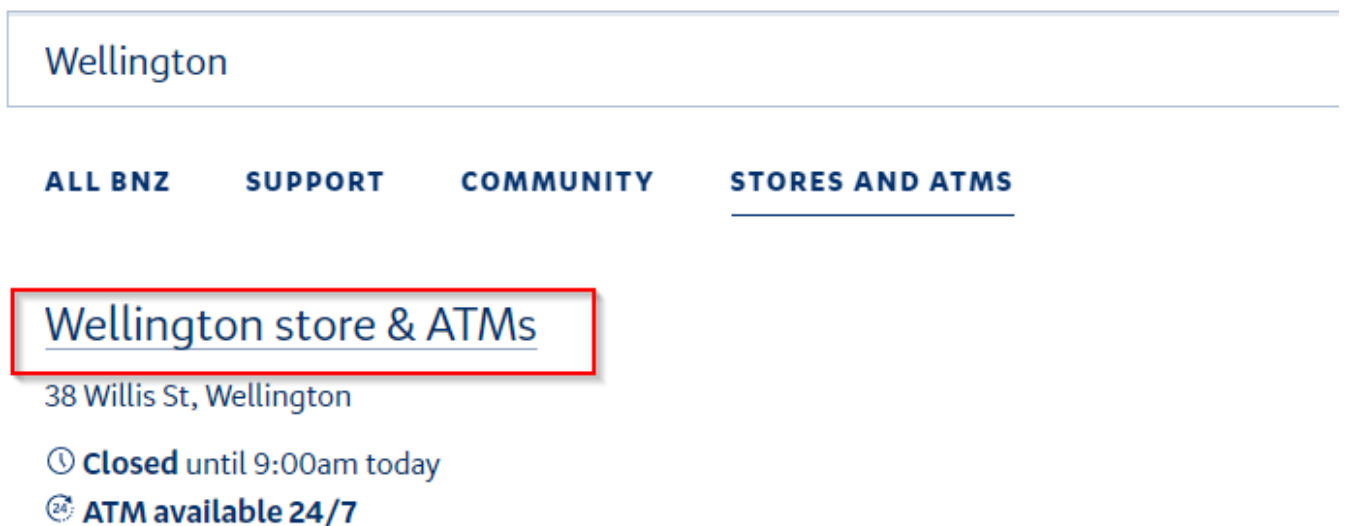 Wellington
ALL BNZ SUPPORT COMMUNITY STORES AND ATMS
Wellington store & ATMs
38 Willis St, Wellington
Closed until 9:00am today
24 ATM available 24/7